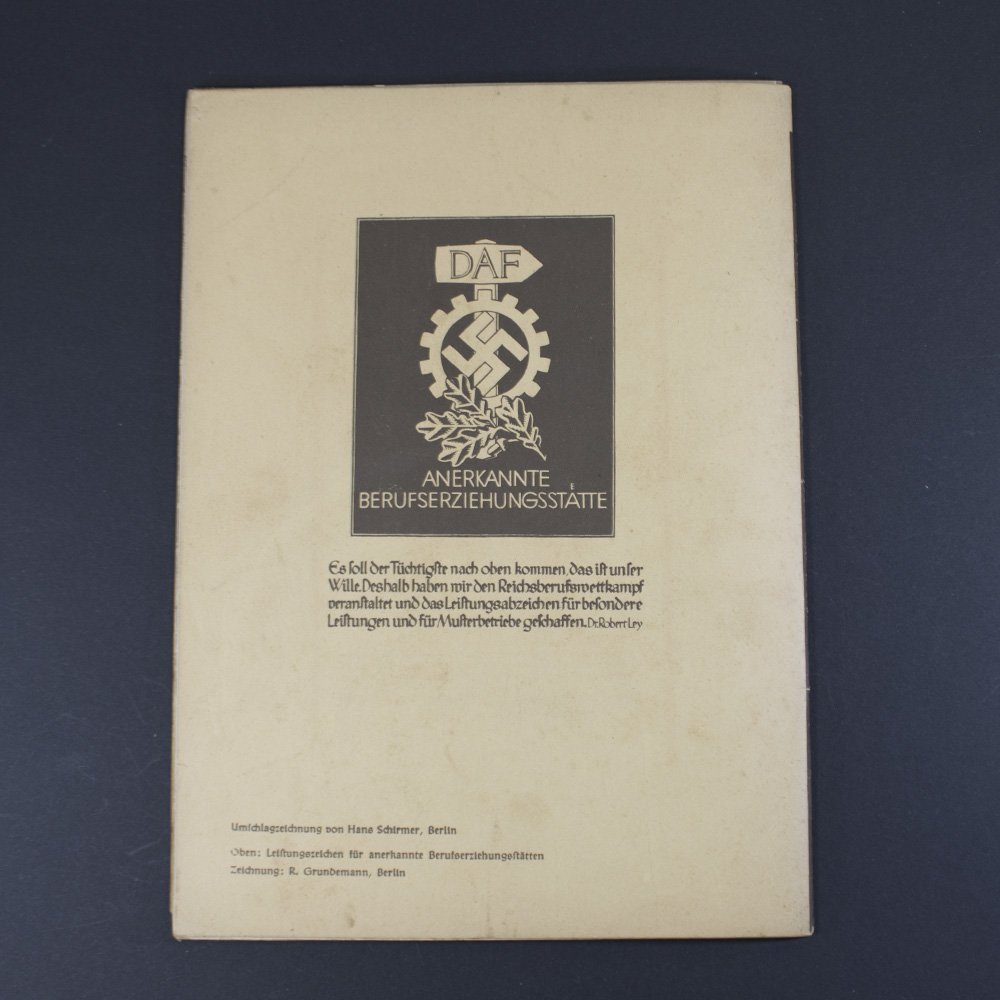 DAF
ANERKANNTE
BERUFSERZIEHUNGSSTAͤTTE
Es soll der Tüchtigste nach oben kommen, das ist unser
Wille. Deshalb haben wir den Reichsberufswettkampf
veranstaltet und das Leistungsabzeichen für besondere
Leistungen und für Musterbetriebe geschaffen. Dr. Robert Ley
Umschlagzeichnung von Hans Schirmer, Berlin
Oben: Leistungszeichen für anerkannte Berufserziehungsstätten
Zeichnung: R. Grundemann, Berlin